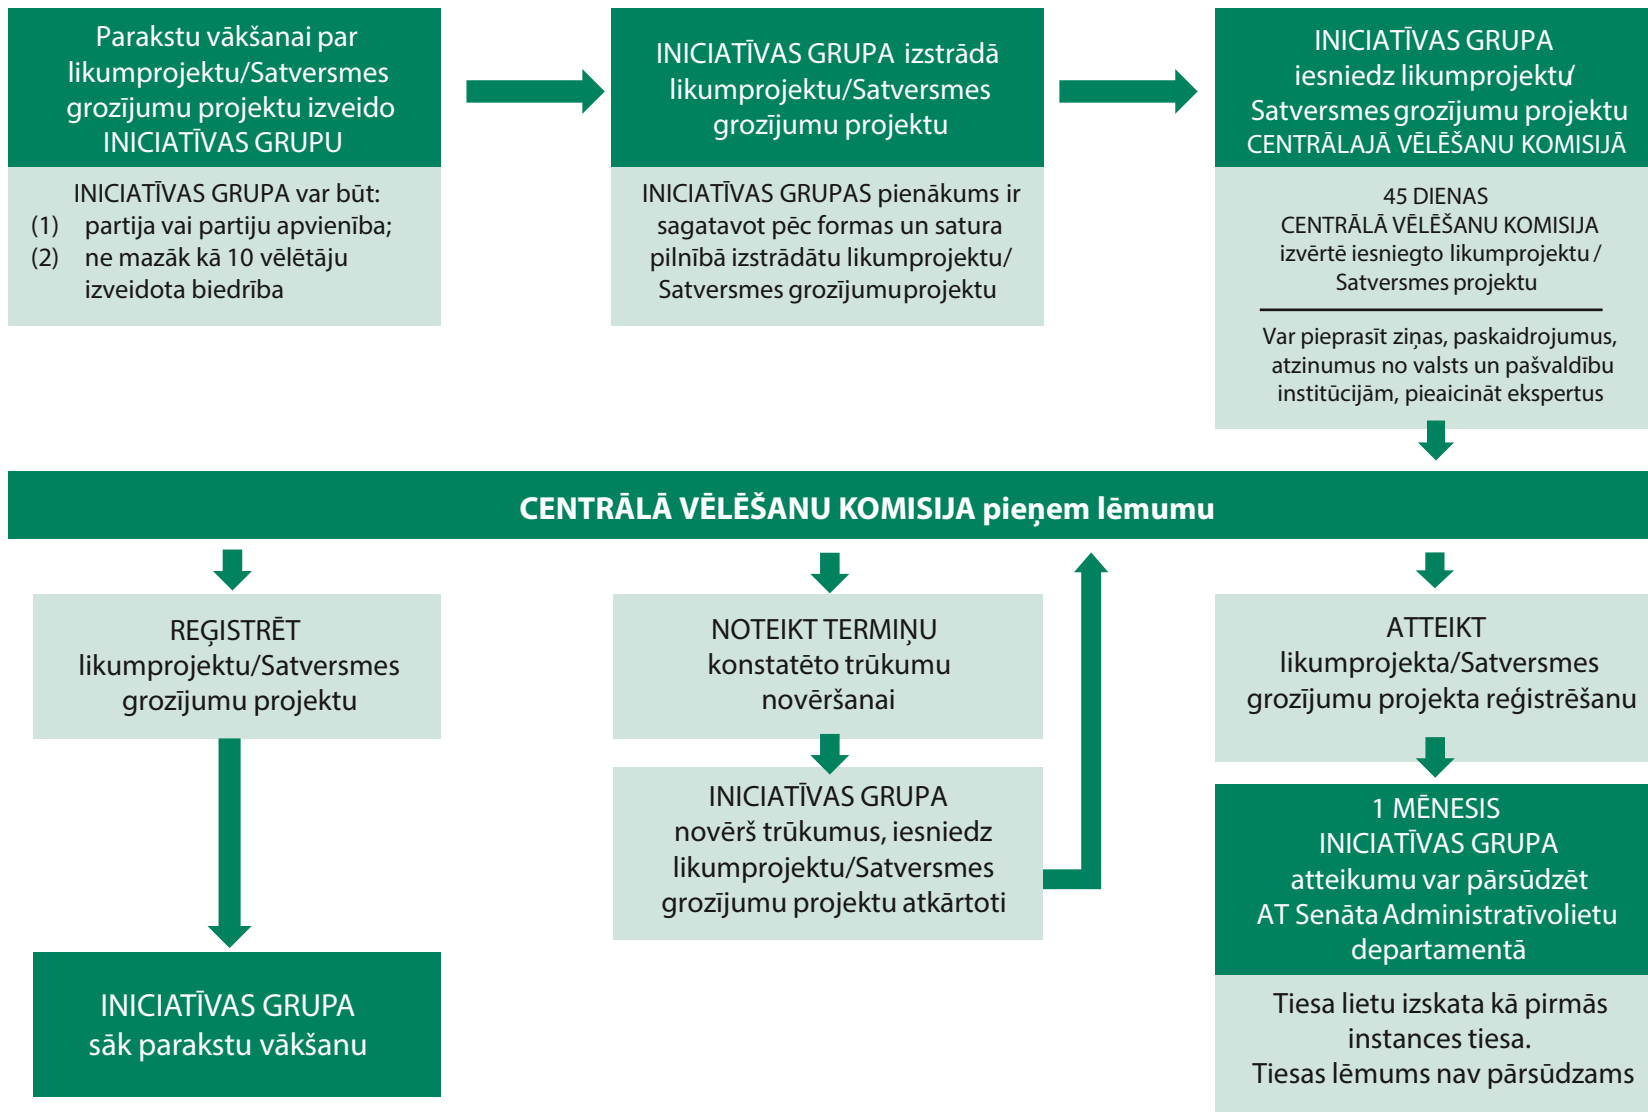 Parakstu vākšanai par
likumprojektu/Satversmes
grozījumu projektu izveido
INICIATĪVAS GRUPU
INICIATĪVAS GRUPA var būt:
(1) partija vai partiju apvienība;
(2) ne mazāk kā 10 vēlētāju
izveidota biedrība
INICIATĪVAS GRUPA izstrādā
likumprojektu/Satversmes
grozījumu projektu
INICIATĪVAS GRUPAS pienākums ir
sagatavot pēc formas un satura
pilnībā izstrādātu likumprojektu/
Satversmes grozījumu projektu
INICIATĪVAS GRUPA
iesniedz likumprojektu/
Satversmes grozījumu projektu
CENTRĀLAJĀ VĒLĒŠANU KOMISIJĀ
45 DIENAS
CENTRĀLĀ VĒLĒŠANU KOMISIJA
izvērtē iesniegto likumprojektu /
Satversmes projektu
Var pieprasīt ziņas, paskaidrojumus,
atzinumus no valsts un pašvaldību
institūcijām, pieaicināt ekspertus
CENTRĀLĀ VĒLĒŠANU KOMISIJA pieņem lēmumu
REĢISTRĒT
likumprojektu/Satversmes
grozījumu projektu
INICIATĪVAS GRUPA
sāk parakstu vākšanu
NOTEIKT TERMIŅU
konstatēto trūkumu
novēršanai
INICIATĪVAS GRUPA
novērš trūkumus, iesniedz
likumprojektu/Satversmes
grozījumu projektu atkārtoti
ATTEIKT
likumprojekta/Satversmes
grozījumu projekta reģistrēšanu
1 MĒNESIS
INICIATĪVAS GRUPA
atteikumu var pārsūdzēt
AT Senāta Administratīvolietu
departamentā
Tiesa lietu izskata kā pirmās
instances tiesa.
Tiesas lēmums nav pārsūdzams